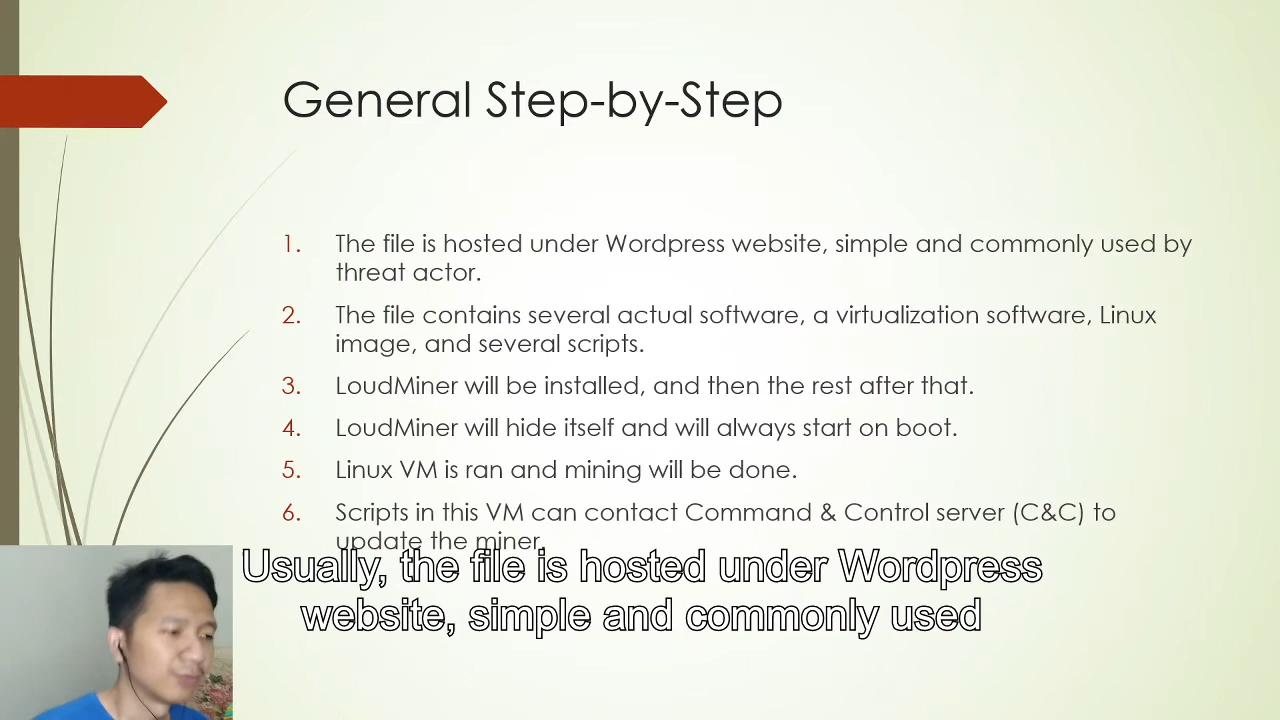 General Step-by-Step
1. The file is hosted under Wordpress website, simple and commonly used by
threat actor.
2. The file contains several actual software, a virtualization software, Linux
image, and several scripts.
3. LoudMiner will be installed, and then the rest after that.
4. LoudMiner will hide itself and will always start on boot.
5. Linux VM is ran and mining will be done.
6. Scripts in this VM can contact Command & Control server (C&C) to
update the miner.
Usually, the file is hosted under Wordpress
website, simple and commonly used